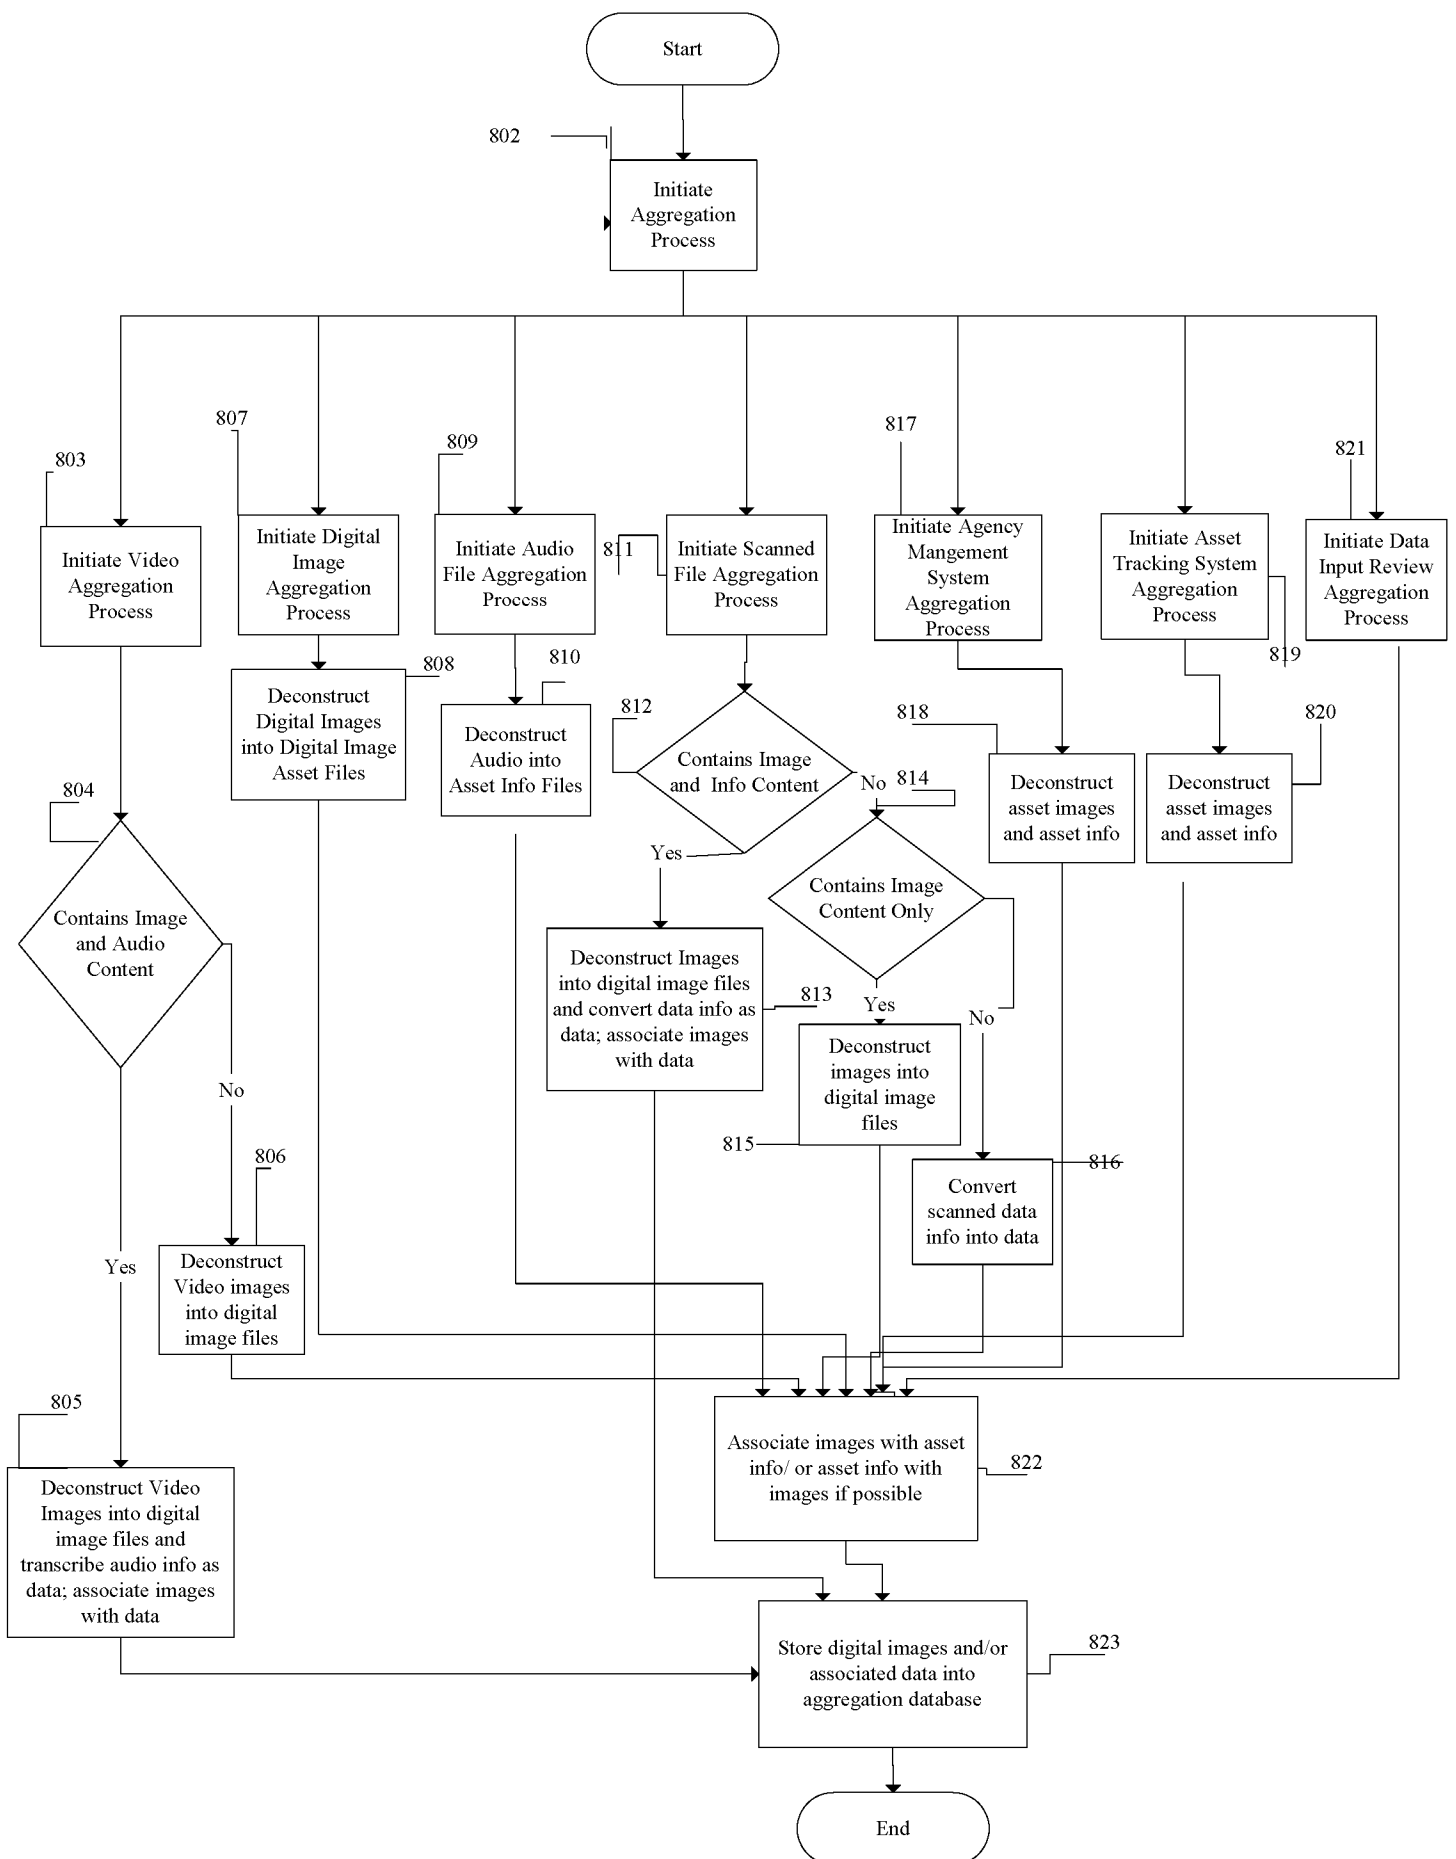 Start
802
Initiate
Aggregation
Process
807
817
809
821
803
Initiate Video
Aggregation
Process
Initiate Digital
Image
Aggregation
Process
Initiate Audio
File Aggregation
Process
811
Initiate Scanned
File Aggregation
Process
Initiate Agency
Mangement
System
Aggregation
Process
Initiate Asset
Tracking System
Aggregation
Process
819
Initiate Data
Input Review
Aggregation
Process
808
Deconstruct
Digital Images
into Digital Image
Asset Files
810
Deconstruct
Audio into
Asset Info Files
812
Contains Image
and Info Content
No
814
818
Deconstruct
asset images
and asset info
820
Deconstruct
asset images
and asset info
804
Contains Image
and Audio
Content
Yes
Contains Image
Content Only
Deconstruct Images
into digital image files
and convert data info as
data; associate images
with data
813
Yes
No
Deconstruct
images into
digital image
files
815
816
Convert
scanned data
info into data
No
806
Yes
Deconstruct
Video images
into digital
image files
805
Deconstruct Video
Images into digital
image files and
transcribe audio info as
data; associate images
with data
Associate images with asset
info/ or asset info with
images if possible
822
Store digital images and/or
associated data into
aggregation database
823
End